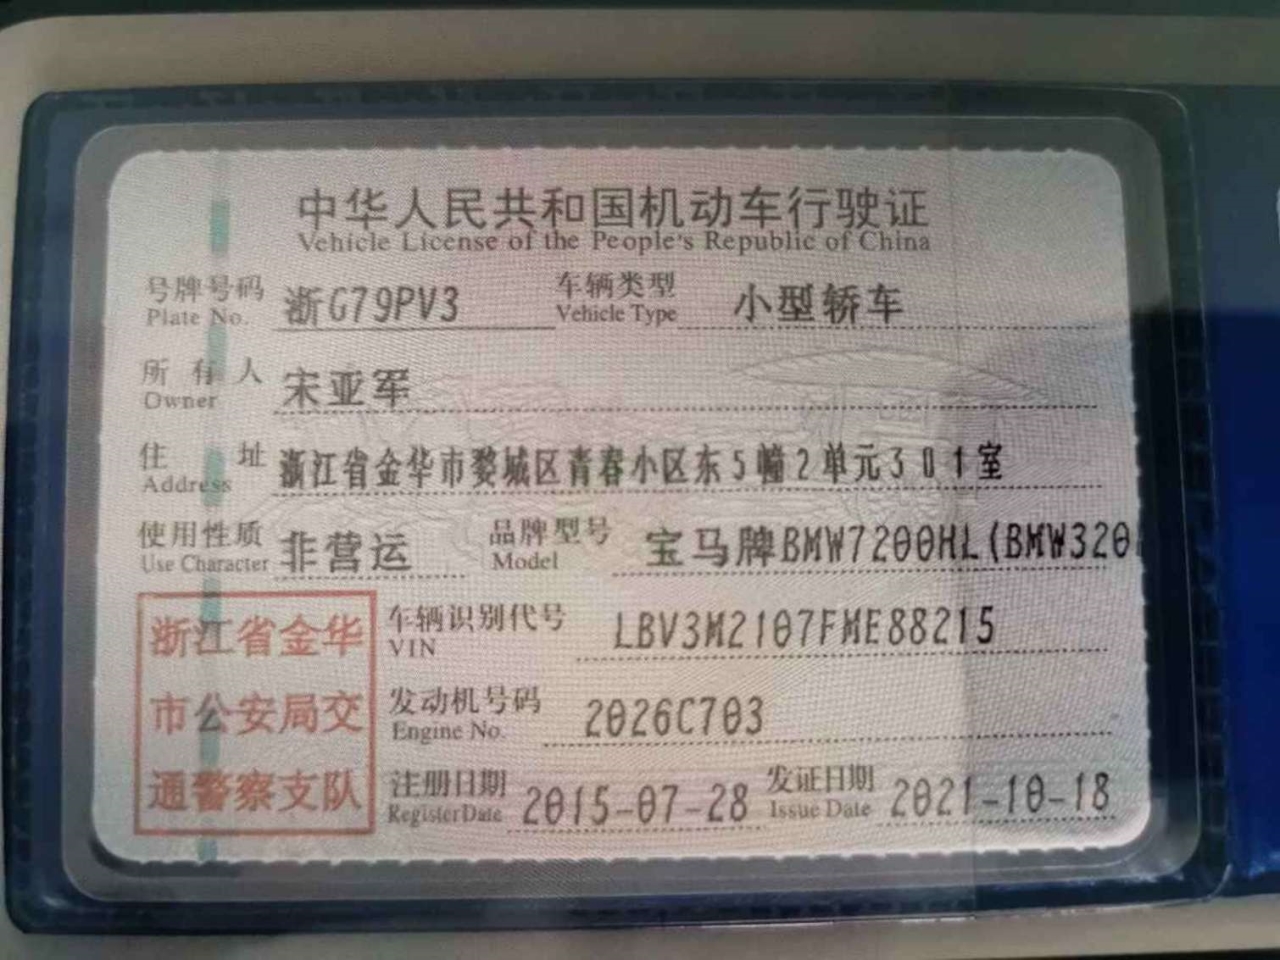 中华人民共和国机动车行驶证
Vehicle License of the People's Republic of China
号牌号码 浙G79PV3 车辆类型 小型轿车
Plate No. Vehicle Type
所有人 宋亚军
Owner
住址 浙江省金华市婺城区青春小区东5幢2单元301室
Address
使用性质 非营运 品牌型号 宝马牌BMW7200HL(BMW320
Use Character Model
浙江省金华
市公安局交
通警察支队
车辆识别代号 LBV3M2107FME88215
VIN
发动机号码 2026C703
Engine No.
注册日期 2015-07-28 发证日期 2021-10-18
Register Date Issue Date